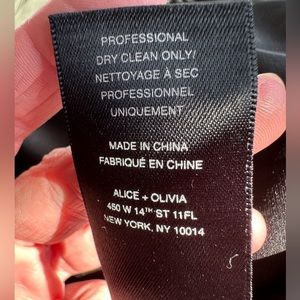 PROFESSIONAL
DRY CLEAN ONLY/
NETTOYAGE À SEC
PROFESSIONNEL
UNIQUEMENT
MADE IN CHINA
FABRIQUÉ EN CHINE
ALICE + OLIVIA
450 W 14TH ST 11FL
NEW YORK, NY 10014